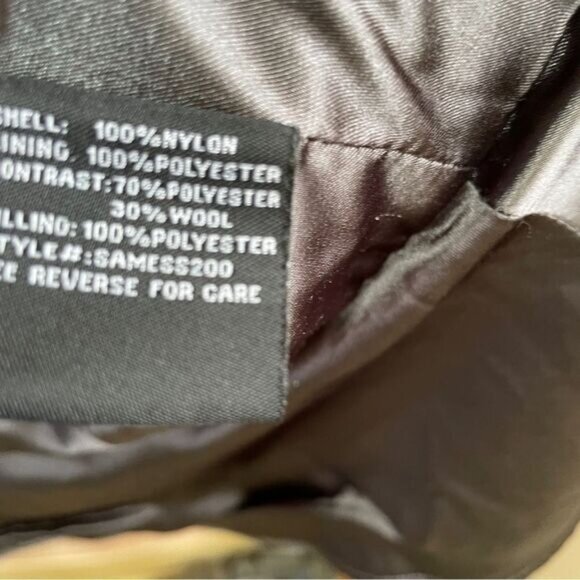 SHELL: 100%NYLON
INING. 100%POLYESTER
ONTRAST:70%POLYESTER
30%WOOL
ILLING:100%POLYESTER
TYLE#:SAMESS200
EE REVERSE FOR CARE